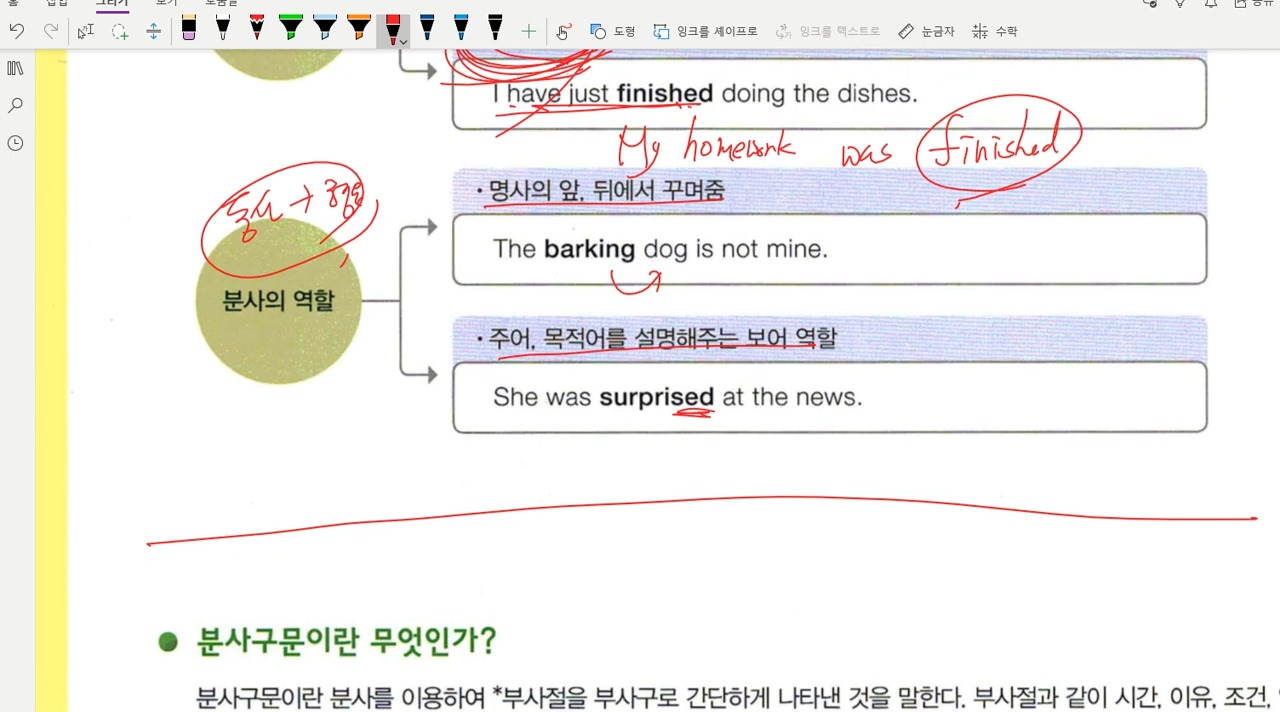 홈 삽입 그리기 보기 도움말 공유
도형 잉크를 셰이프로 잉크를 텍스트로 눈금자 수학
I have just finished doing the dishes.
My homework was finished
동사 + 형용
· 명사의 앞, 뒤에서 꾸며줌
The barking dog is not mine.
분사의 역할
· 주어, 목적어를 설명해주는 보어 역할
She was surprised at the news.
분사구문이란 무엇인가?
분사구문이란 분사를 이용하여 *부사절을 부사구로 간단하게 나타낸 것을 말한다. 부사절과 같이 시간, 이유, 조건,